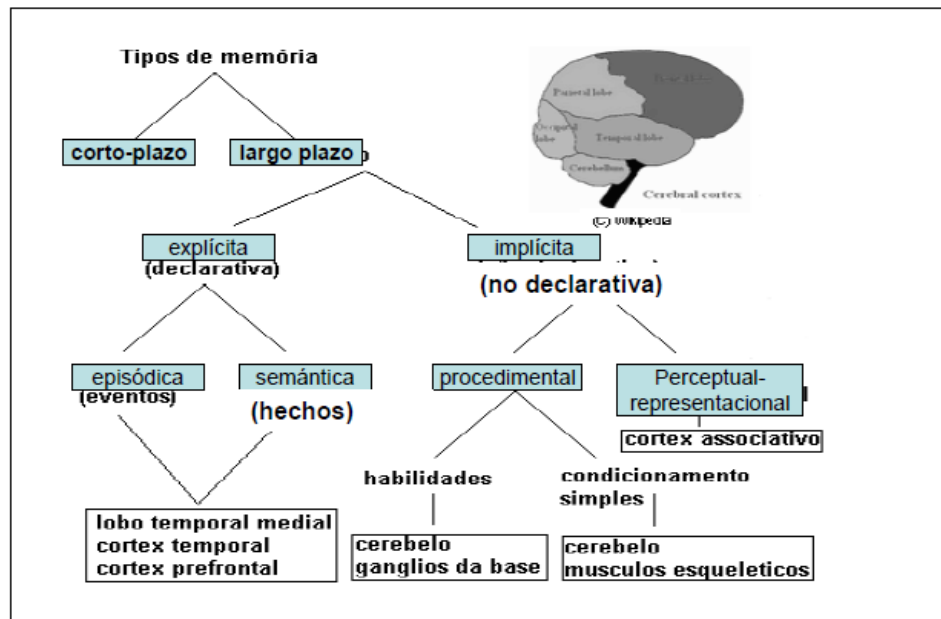 Tipos de memória
Parietal lobe
Occipital
lobe
Temporal lobe
Cerebellum
Cerebral cortex
(C) Wikipedia
corto-plazo
largo plazo
explícita
(declarativa)
implícita
(no declarativa)
episódica
(eventos)
semántica
(hechos)
procedimental
Perceptual-
representacional
cortex associativo
habilidades
condicionamento
simples
lobo temporal medial
cortex temporal
cortex prefrontal
cerebelo
ganglios da base
cerebelo
musculos esqueleticos